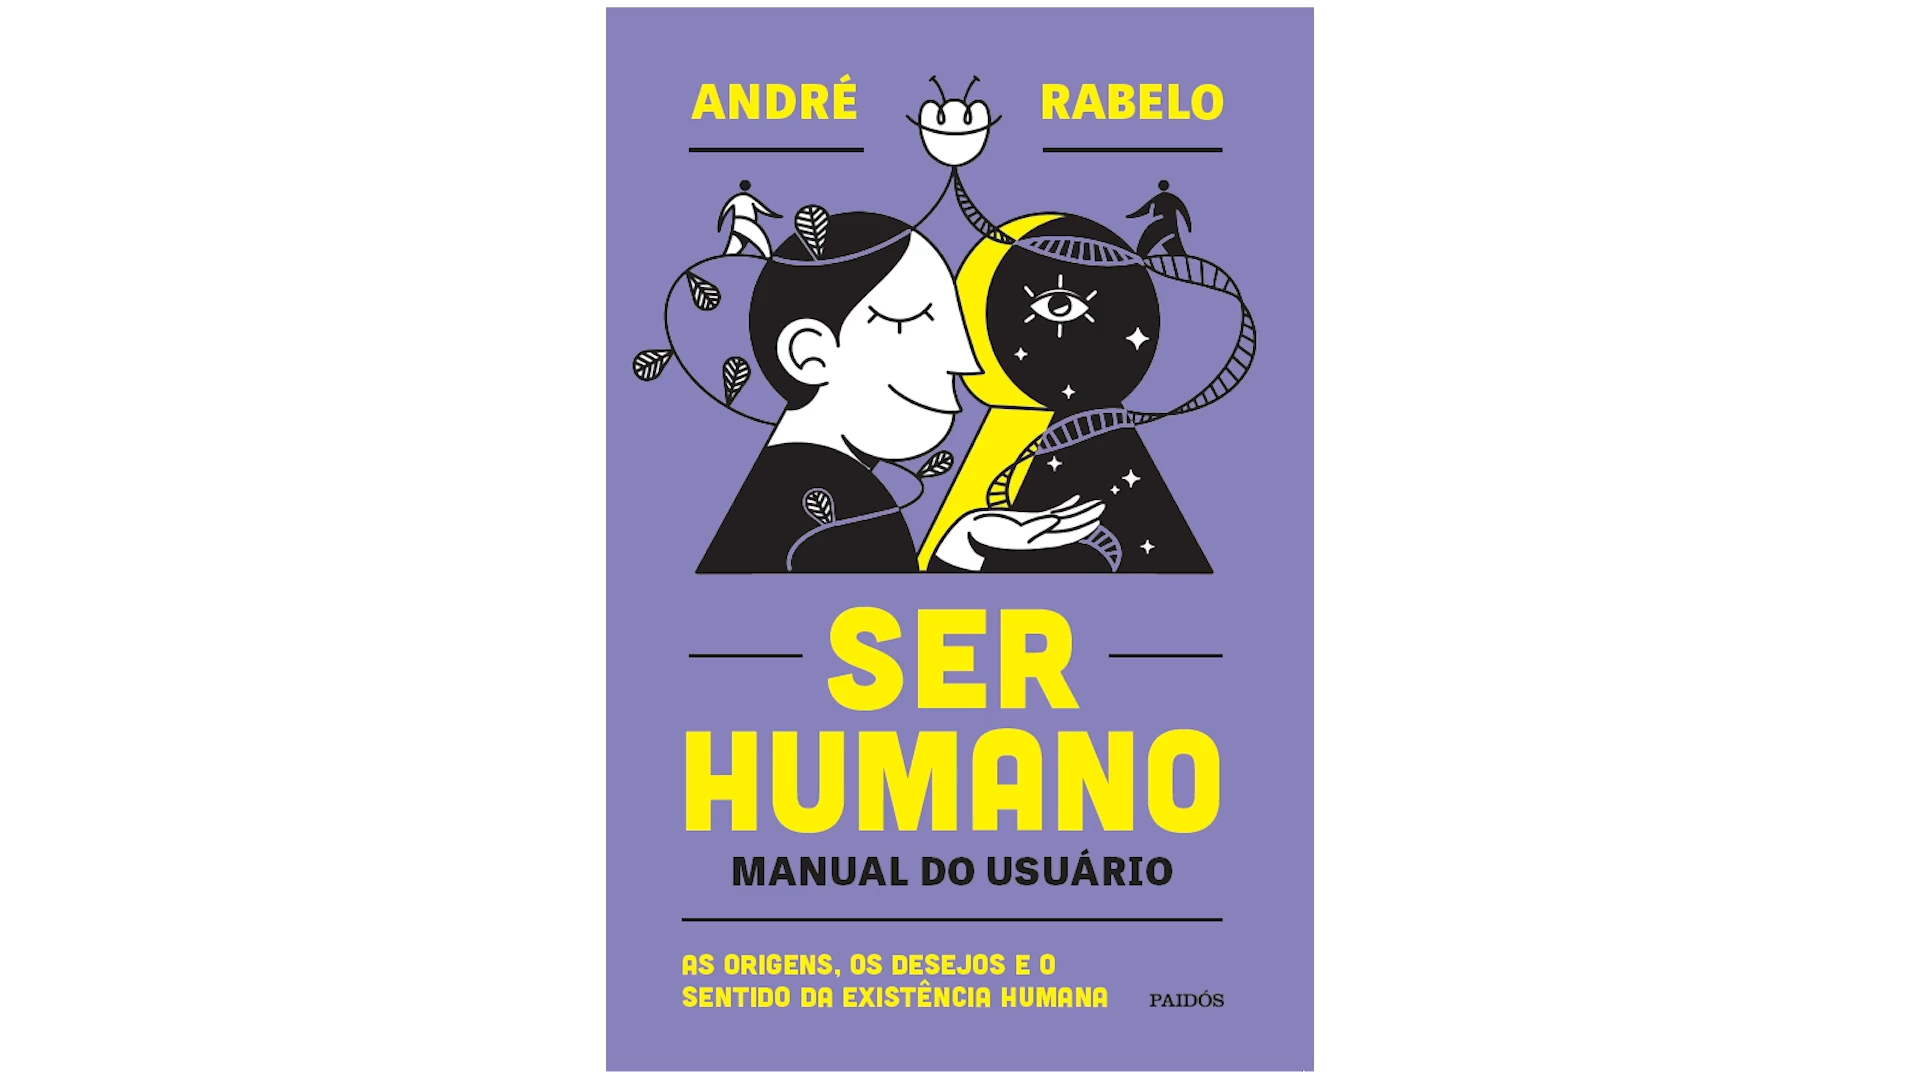 ANDRÉ RABELO
SER
HUMANO
MANUAL DO USUÁRIO
AS ORIGENS, OS DESEJOS E O
SENTIDO DA EXISTÊNCIA HUMANA
PAIDÓS